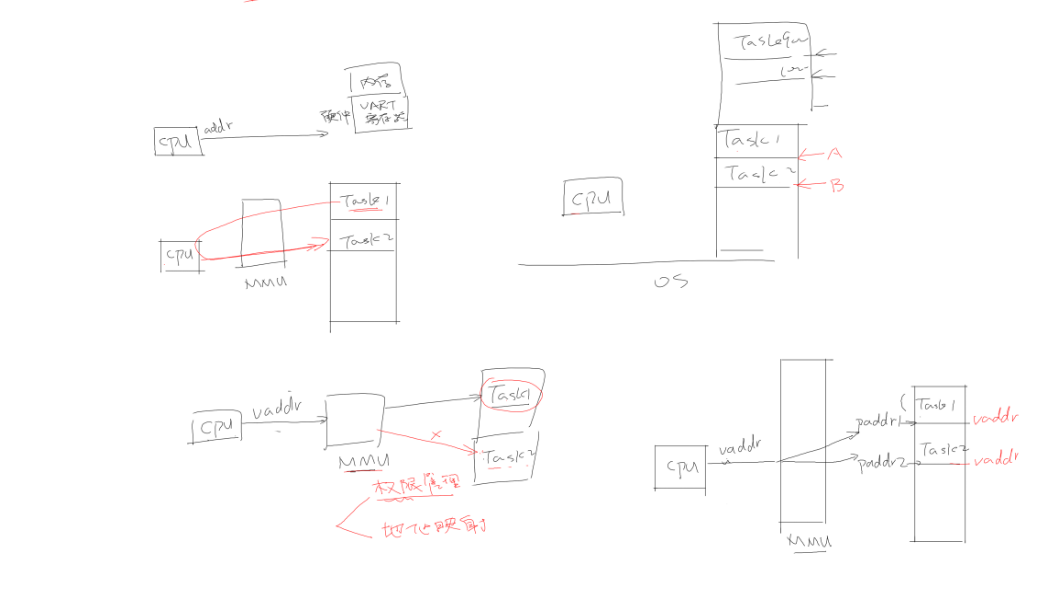 内存
UART
硬件 寄存器
addr
CPU
Task1
Task2
CPU
MMU
Task1
A
Task2
B
CPU
OS
vaddr
Task1
CPU
MMU
Task2
权限管理
地址映射
Task1
paddr1
vaddr
vaddr
Task2
paddr2
vaddr
CPU
MMU